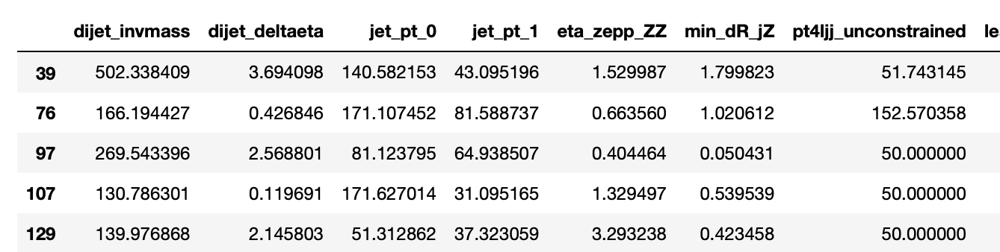 dijet_invmass dijet_deltaeta jet_pt_0 jet_pt_1 eta_zepp_ZZ min_dR_jZ pt4ljj_unconstrained le
39 502.338409 3.694098 140.582153 43.095196 1.529987 1.799823 51.743145
76 166.194427 0.426846 171.107452 81.588737 0.663560 1.020612 152.570358
97 269.543396 2.568801 81.123795 64.938507 0.404464 0.050431 50.000000
107 130.786301 0.119691 171.627014 31.095165 1.329497 0.539539 50.000000
129 139.976868 2.145803 51.312862 37.323059 3.293238 0.423458 50.000000